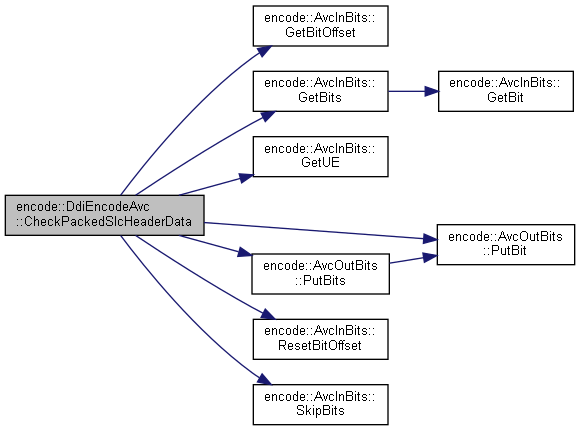 encode::AvcInBits::
GetBitOffset
encode::AvcInBits::
GetBits
encode::AvcInBits::
GetBit
encode::AvcInBits::
GetUE
encode::DdiEncodeAvc
::CheckPackedSlcHeaderData
encode::AvcOutBits
::PutBit
encode::AvcOutBits
::PutBits
encode::AvcInBits::
ResetBitOffset
encode::AvcInBits::
SkipBits